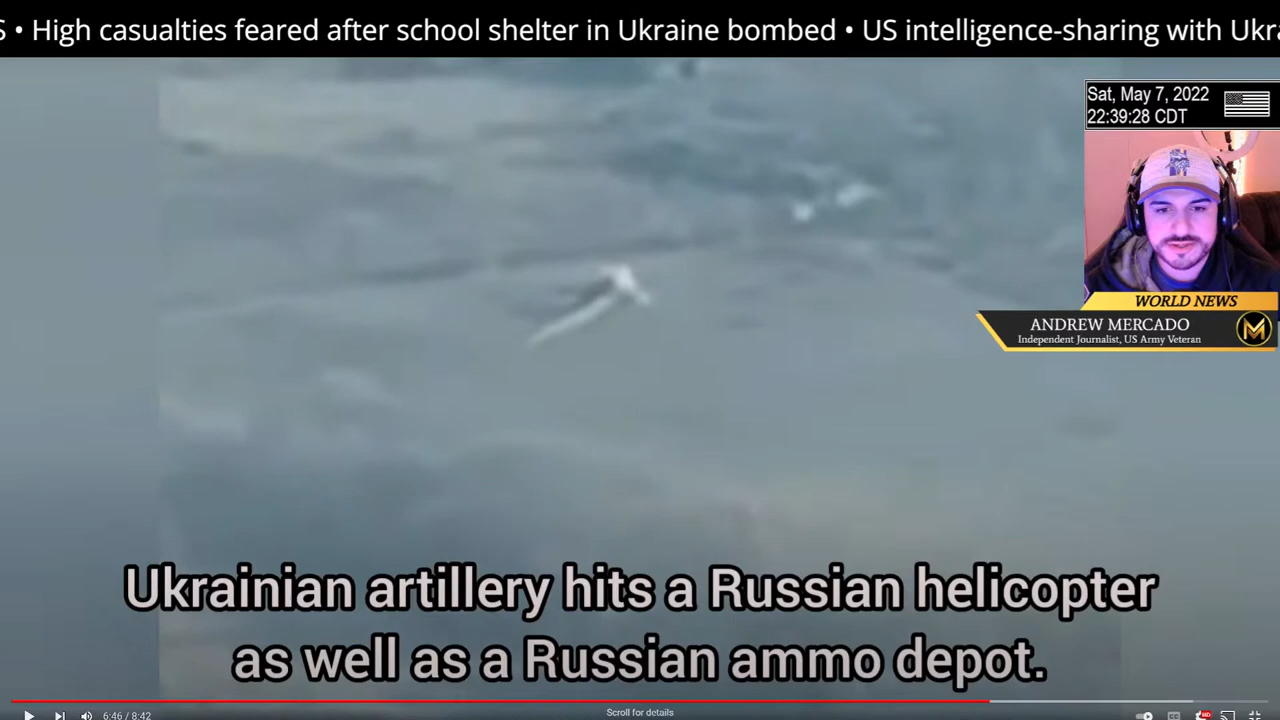 S • High casualties feared after school shelter in Ukraine bombed • US intelligence-sharing with Ukra
Sat, May 7, 2022
22:39:28 CDT
WORLD NEWS
ANDREW MERCADO
Independent Journalist, US Army Veteran
M
Ukrainian artillery hits a Russian helicopter
as well as a Russian ammo depot.
6:46 / 8:42
Scroll for details
HD